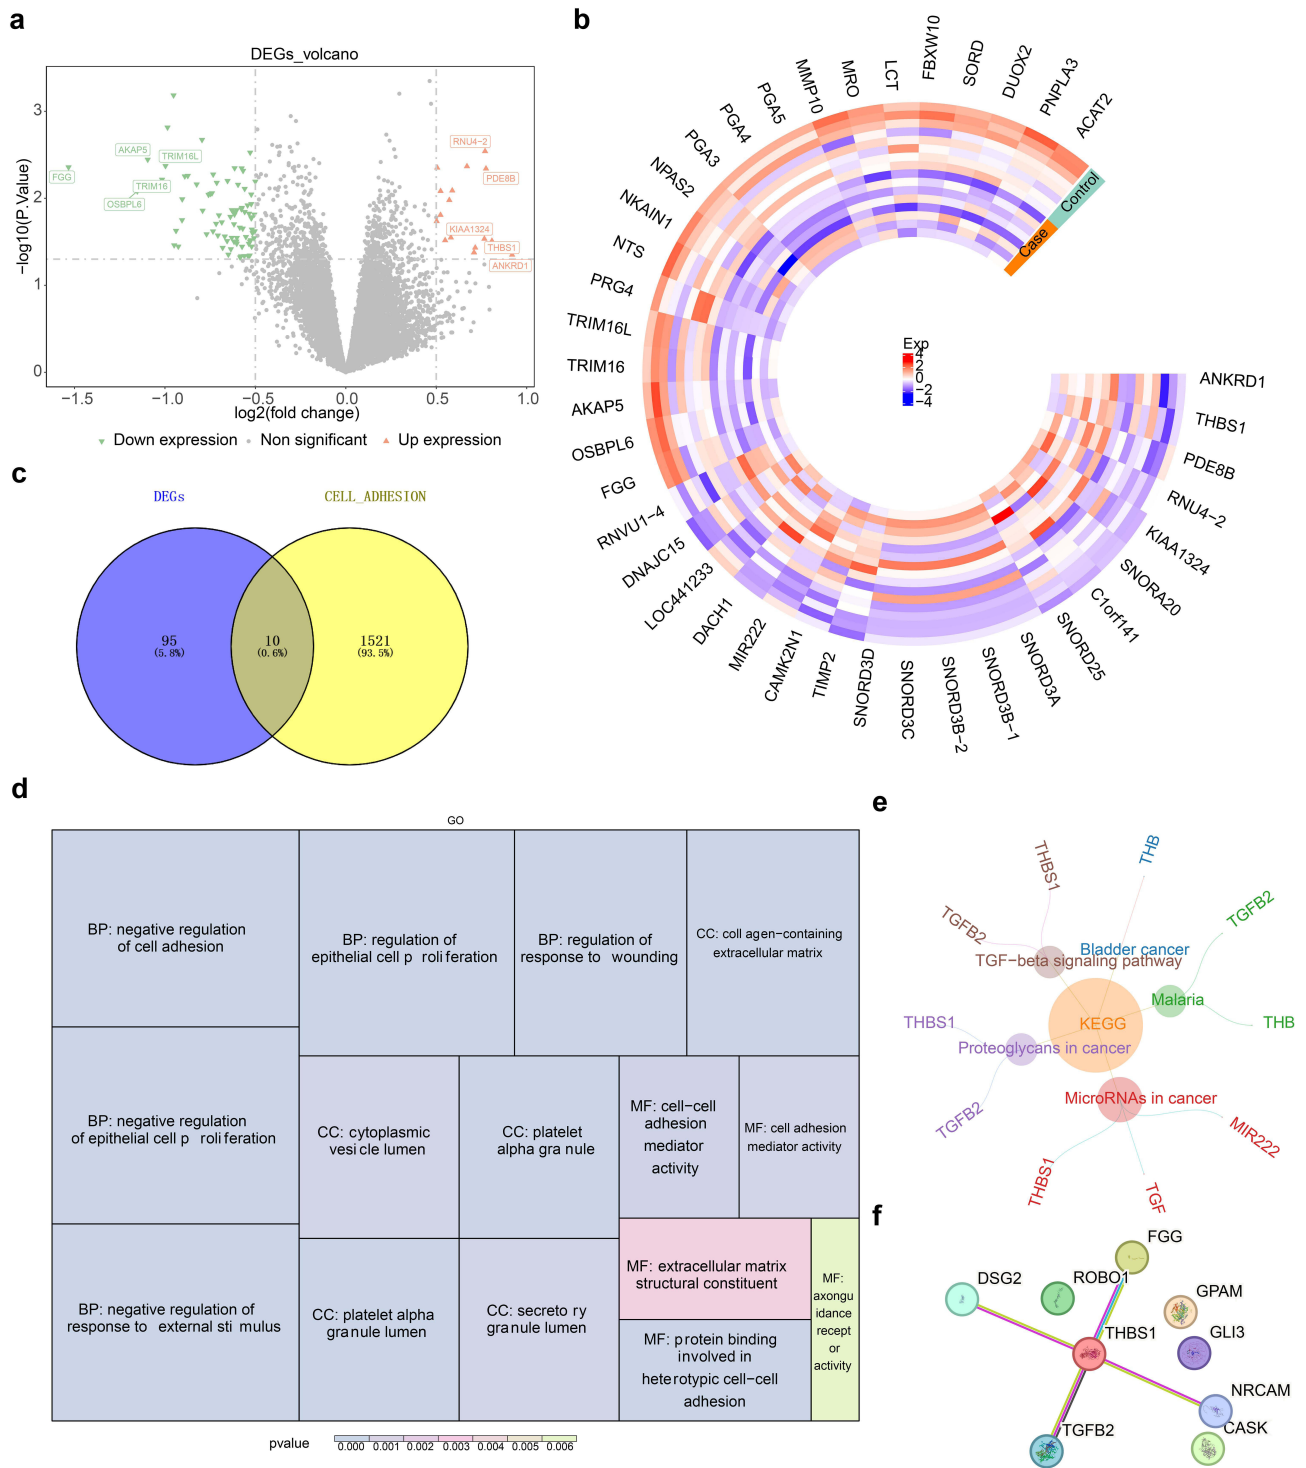 a
DEGs_volcano
−log10(P.Value)
3
2
1
0
RNU4−2
AKAP5
TRIM16L
FGG
TRIM16
PDE8B
OSBPL6
KIAA1324
THBS1
ANKRD1
−1.5
−1.0
−0.5
0.0
0.5
1.0
log2(fold change)
Down expression
Non significant
Up expression
b
FBXW10
LCT
SORD
MRO
DUOX2
MMP10
PNPLA3
PGA5
ACAT2
PGA4
PGA3
NPAS2
NKAIN1
NTS
PRG4
TRIM16L
TRIM16
AKAP5
OSBPL6
FGG
RNVU1−4
DNAJC15
LOC441233
DACH1
MIR222
CAMK2N1
TIMP2
SNORD3D
SNORD3C
SNORD3B−2
SNORD3B−1
SNORD3A
SNORD25
C1orf141
SNORA20
KIAA1324
RNU4−2
PDE8B
THBS1
ANKRD1
Control
Case
Exp
4
2
0
−2
−4
c
DEGs
CELL_ADHESION
95
(5.8%)
10
(0.6%)
1521
(93.5%)
d
GO
BP: negative regulation
of cell adhesion
BP: regulation of
epithelial cell p roliferation
BP: regulation of
response to wounding
CC: coll agen−containing
extracellular matrix
BP: negative regulation
of epithelial cell p roliferation
CC: cytoplasmic
vesicle lumen
CC: platelet
alpha granule
MF: cell−cell
adhesion
mediator
activity
MF: cell adhesion
mediator activity
BP: negative regulation of
response to external stimulus
CC: platelet alpha
granule lumen
CC: secreto ry
granule lumen
MF: extracellular matrix
structural constituent
MF: protein binding
involved in
heterotypic cell−cell
adhesion
MF:
axongu
idance
recept
or
activity
pvalue
0.000
0.001
0.002
0.003
0.004
0.005
0.006
e
THBS1
THB
TGFB2
TGFB2
Bladder cancer
TGF−beta signaling pathway
Malaria
THBS1
KEGG
THB
Proteoglycans in cancer
MicroRNAs in cancer
TGFB2
MIR222
THBS1
TGF
f
FGG
DSG2
ROBO1
GPAM
THBS1
GLI3
NRCAM
TGFB2
CASK